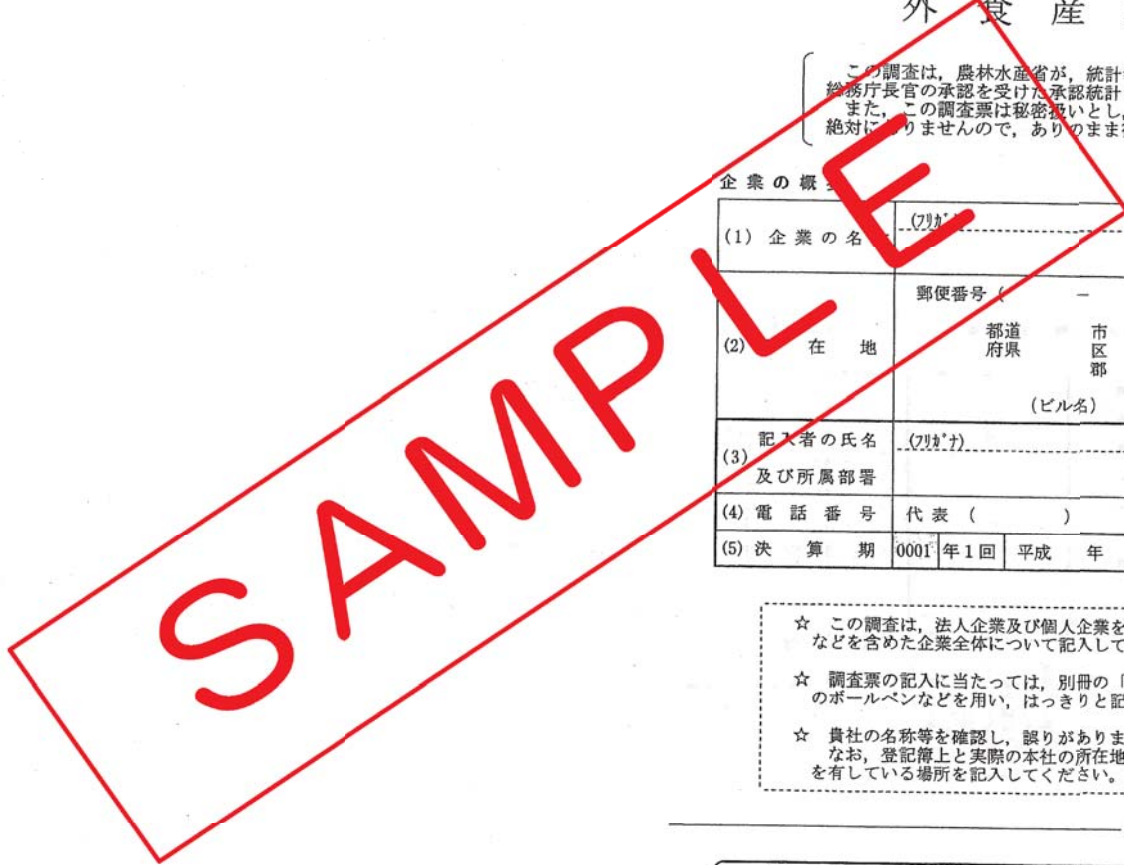 外 食 産
この調査は，農林水産省が，統計
総務庁長官の承認を受けた承認統計
また，この調査票は秘密扱いとし，
絶対に りませんので，ありのまま
企業の概
(1) 企業の名
(ﾌﾘｶﾞﾅ)
(2) 在 地
郵便番号 ( －
都道 市
府県 区
郡
(ビル名)
(3) 記入者の氏名
及び所属部署
(ﾌﾘｶﾞﾅ)
(4) 電話番号 代表 ( )
(5) 決算期 0001 年1回 平成 年
☆ この調査は，法人企業及び個人企業を
などを含めた企業全体について記入して
☆ 調査票の記入に当たっては，別冊の「
のボールペンなどを用い，はっきりと記
☆ 貴社の名称等を確認し，誤りがありま
なお，登記簿上と実際の本社の所在地
を有している場所を記入してください。
SAMPLE